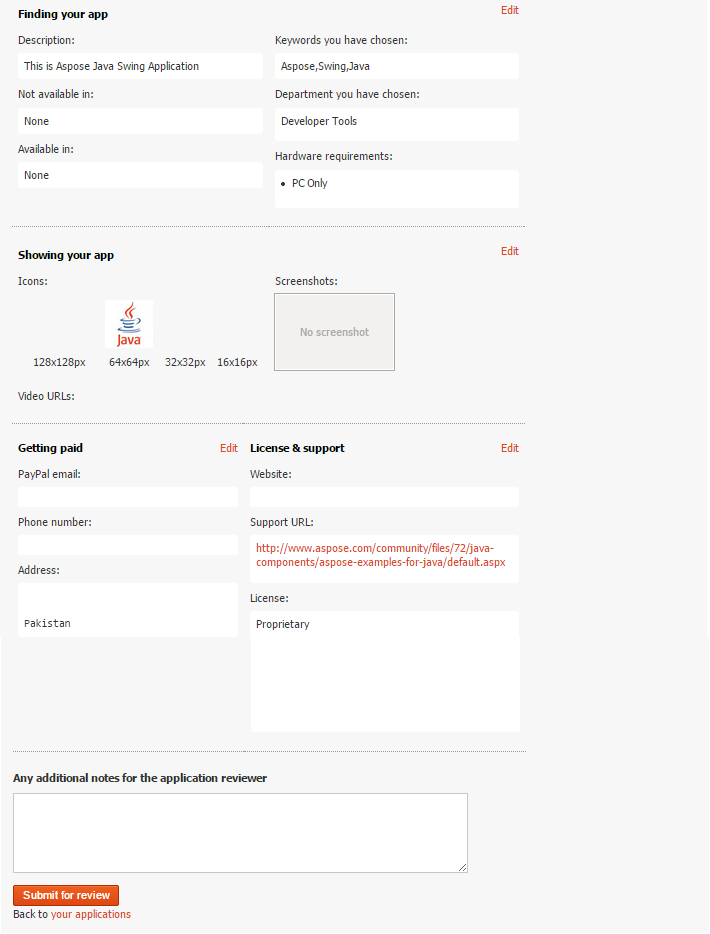 Finding your app
Edit
Description:
This is Aspose Java Swing Application
Not available in:
None
Available in:
None
Keywords you have chosen:
Aspose,Swing,Java
Department you have chosen:
Developer Tools
Hardware requirements:
• PC Only
Showing your app
Edit
Icons:
Java
128x128px 64x64px 32x32px 16x16px
Screenshots:
No screenshot
Video URLs:
Getting paid
Edit
PayPal email:
Phone number:
Address:
Pakistan
License & support
Edit
Website:
Support URL:
http://www.aspose.com/community/files/72/java-
components/aspose-examples-for-java/default.aspx
License:
Proprietary
Any additional notes for the application reviewer
Submit for review
Back to your applications